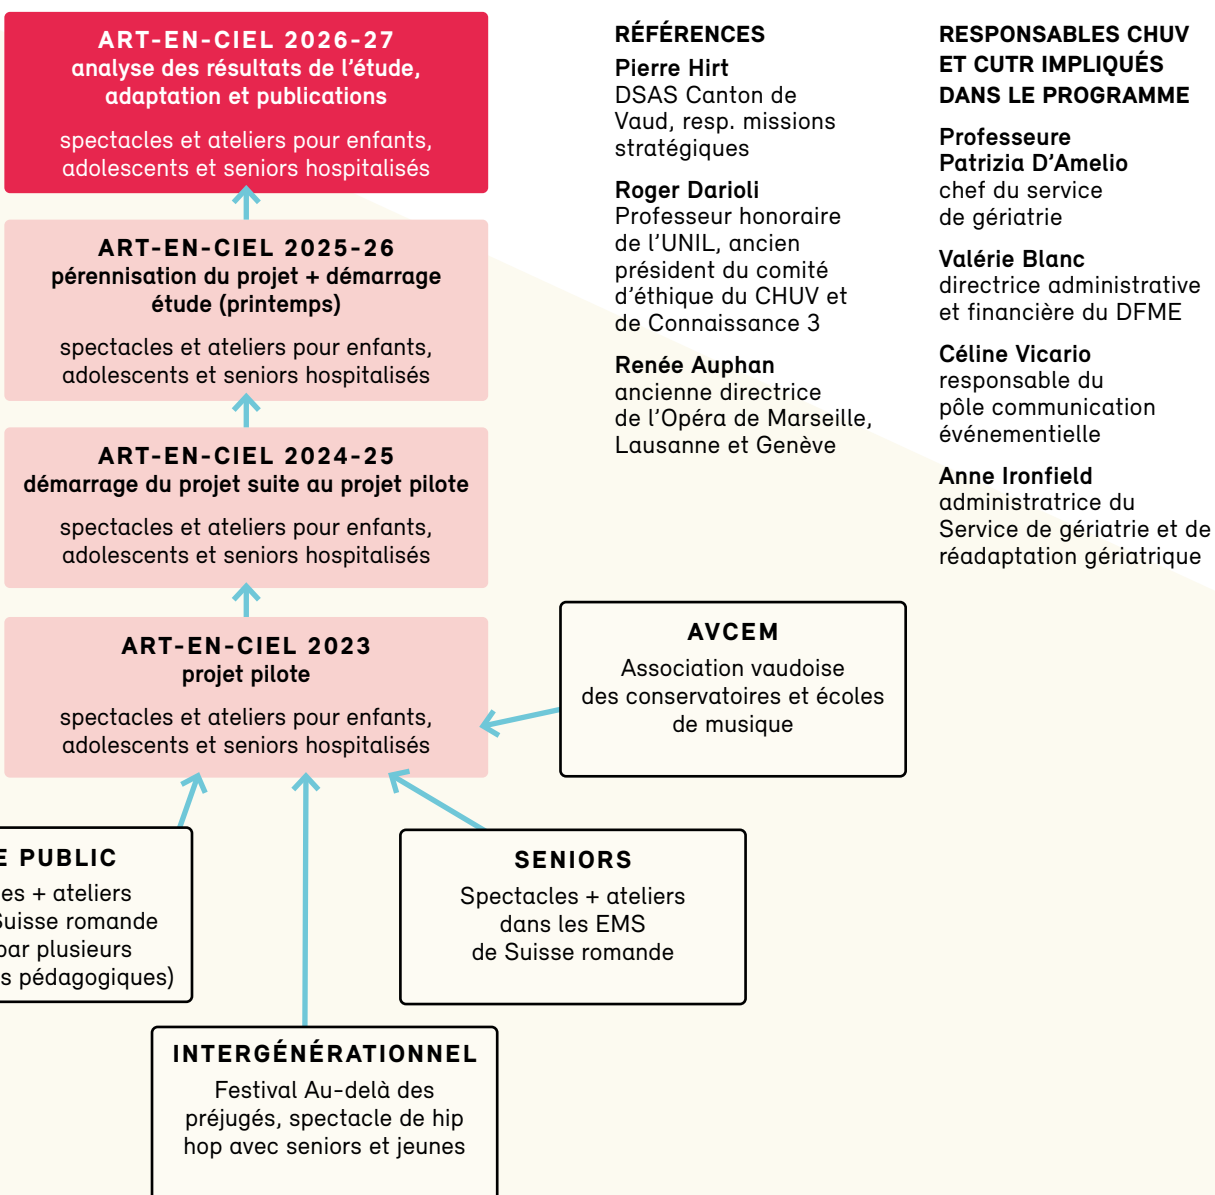 ART-EN-CIEL 2026-27
analyse des résultats de l’étude,
adaptation et publications
spectacles et ateliers pour enfants,
adolescents et seniors hospitalisés
ART-EN-CIEL 2025-26
pérennisation du projet + démarrage
étude (printemps)
spectacles et ateliers pour enfants,
adolescents et seniors hospitalisés
ART-EN-CIEL 2024-25
démarrage du projet suite au projet pilote
spectacles et ateliers pour enfants,
adolescents et seniors hospitalisés
ART-EN-CIEL 2023
projet pilote
spectacles et ateliers pour enfants,
adolescents et seniors hospitalisés
RÉFÉRENCES
Pierre Hirt
DSAS Canton de
Vaud, resp. missions
stratégiques
Roger Darioli
Professeur honoraire
de l’UNIL, ancien
président du comité
d’éthique du CHUV et
de Connaissance 3
Renée Auphan
ancienne directrice
de l’Opéra de Marseille,
Lausanne et Genève
RESPONSABLES CHUV
ET CUTR IMPLIQUÉS
DANS LE PROGRAMME
Professeure
Patrizia D’Amelio
chef du service
de gériatrie
Valérie Blanc
directrice administrative
et financière du DFME
Céline Vicario
responsable du
pôle communication
événementielle
Anne Ironfield
administratrice du
Service de gériatrie et de
réadaptation gériatrique
AVCEM
Association vaudoise
des conservatoires et écoles
de musique
E PUBLIC
es + ateliers
Suisse romande
par plusieurs
s pédagogiques)
SENIORS
Spectacles + ateliers
dans les EMS
de Suisse romande
INTERGÉNÉRATIONNEL
Festival Au-delà des
préjugés, spectacle de hip
hop avec seniors et jeunes